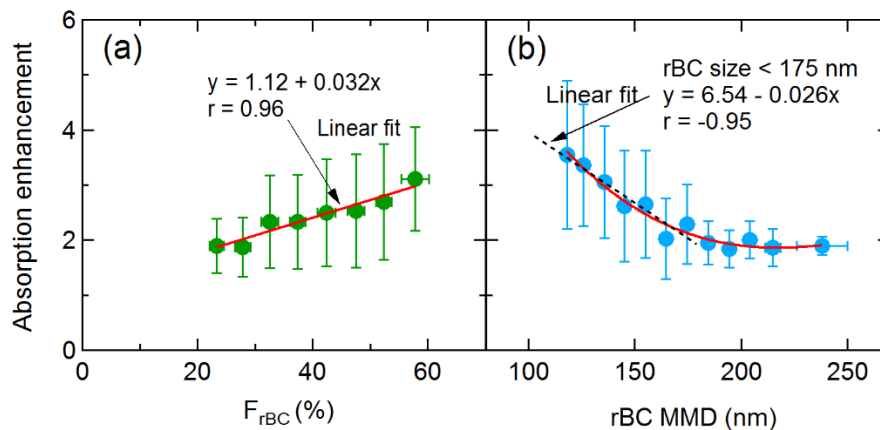 (a)
y = 1.12 + 0.032x
r = 0.96
Linear fit
(b)
rBC size < 175 nm
Linear fit
y = 6.54 - 0.026x
r = -0.95
Absorption enhancement
6
4
2
0
0 20 40 60
100 150 200 250
FrBC (%)
rBC MMD (nm)